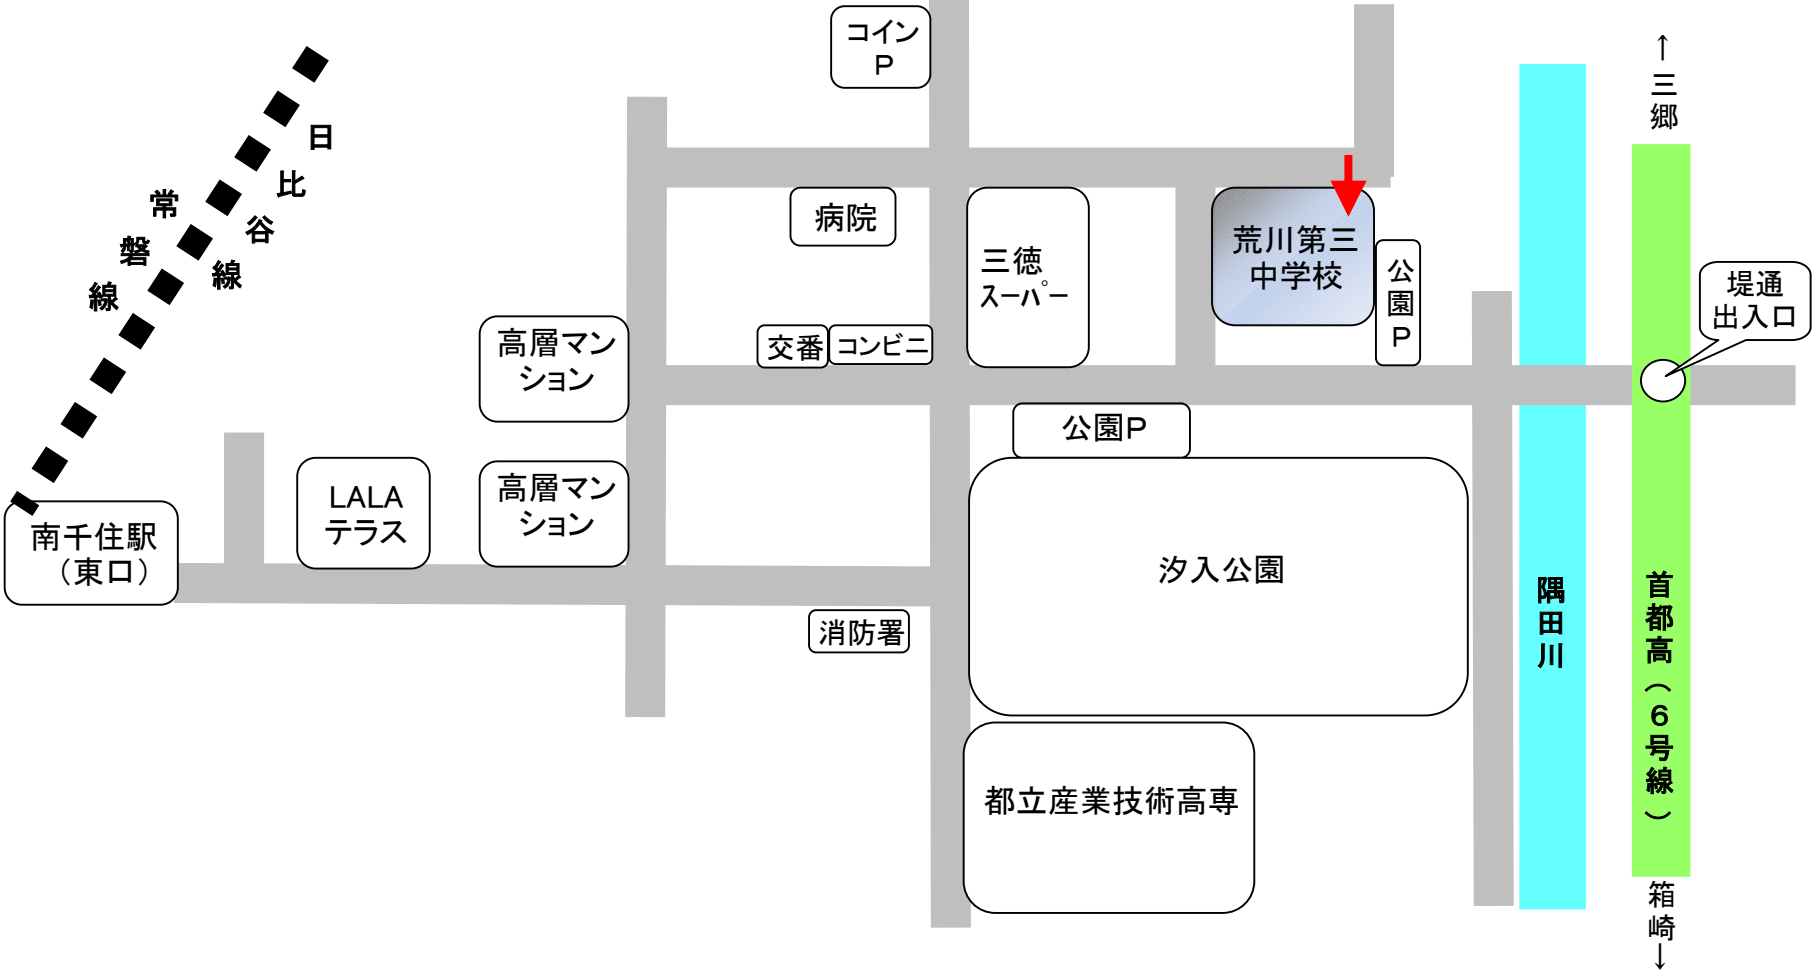 コイン
P
↑三郷
日比谷線
常磐線
病院
三徳
スーパー
荒川第三
中学校
公園P
堤通
出入口
高層マン
ション
交番
コンビニ
公園P
LALA
テラス
高層マン
ション
南千住駅
（東口）
汐入公園
消防署
隅田川
首都高（６号線）
都立産業技術高専
箱崎↓